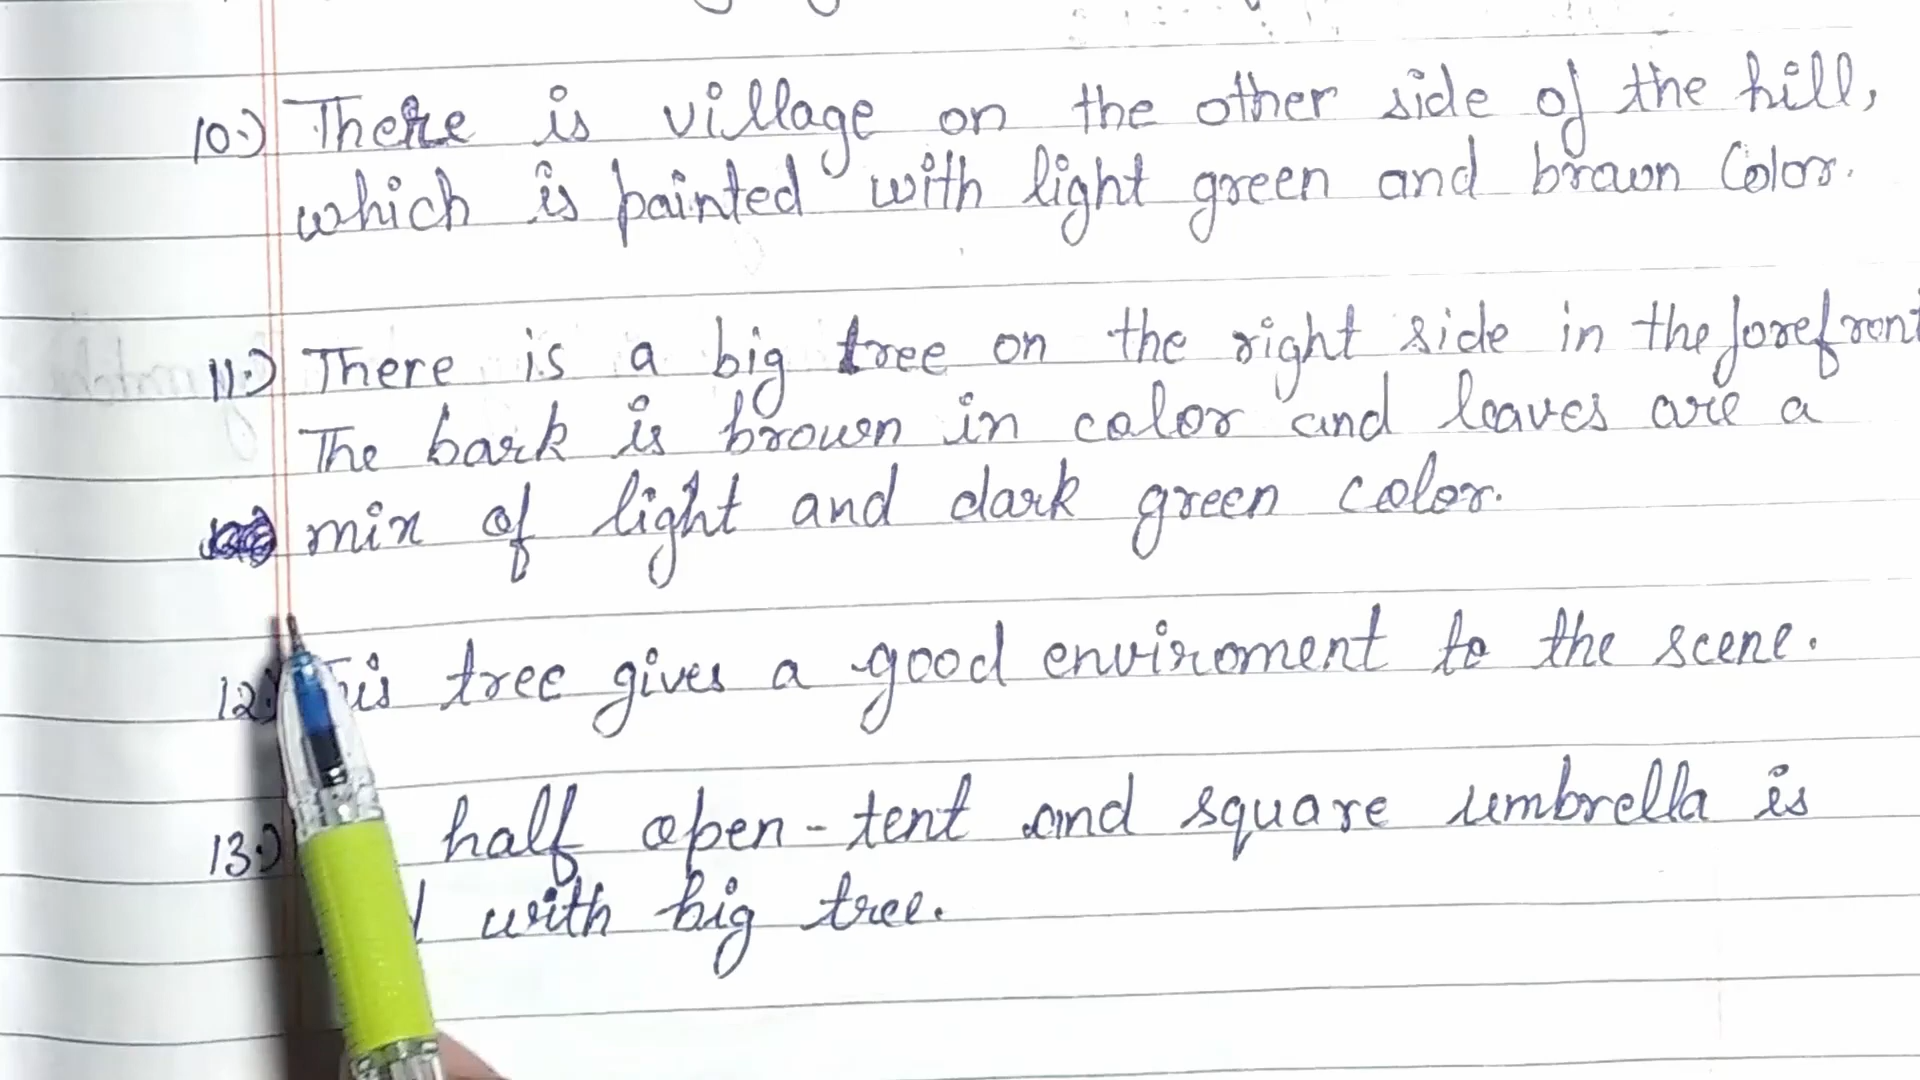 10.) There is village on the other side of the hill,
which is painted with light green and brown Color.
11.) There is a big tree on the right side in the forefront
The bark is brown in color and leaves are a
mix of light and dark green color.
12.) tree gives a good enviroment to the scene.
13.) half open-tent and square umbrella is
with big tree.